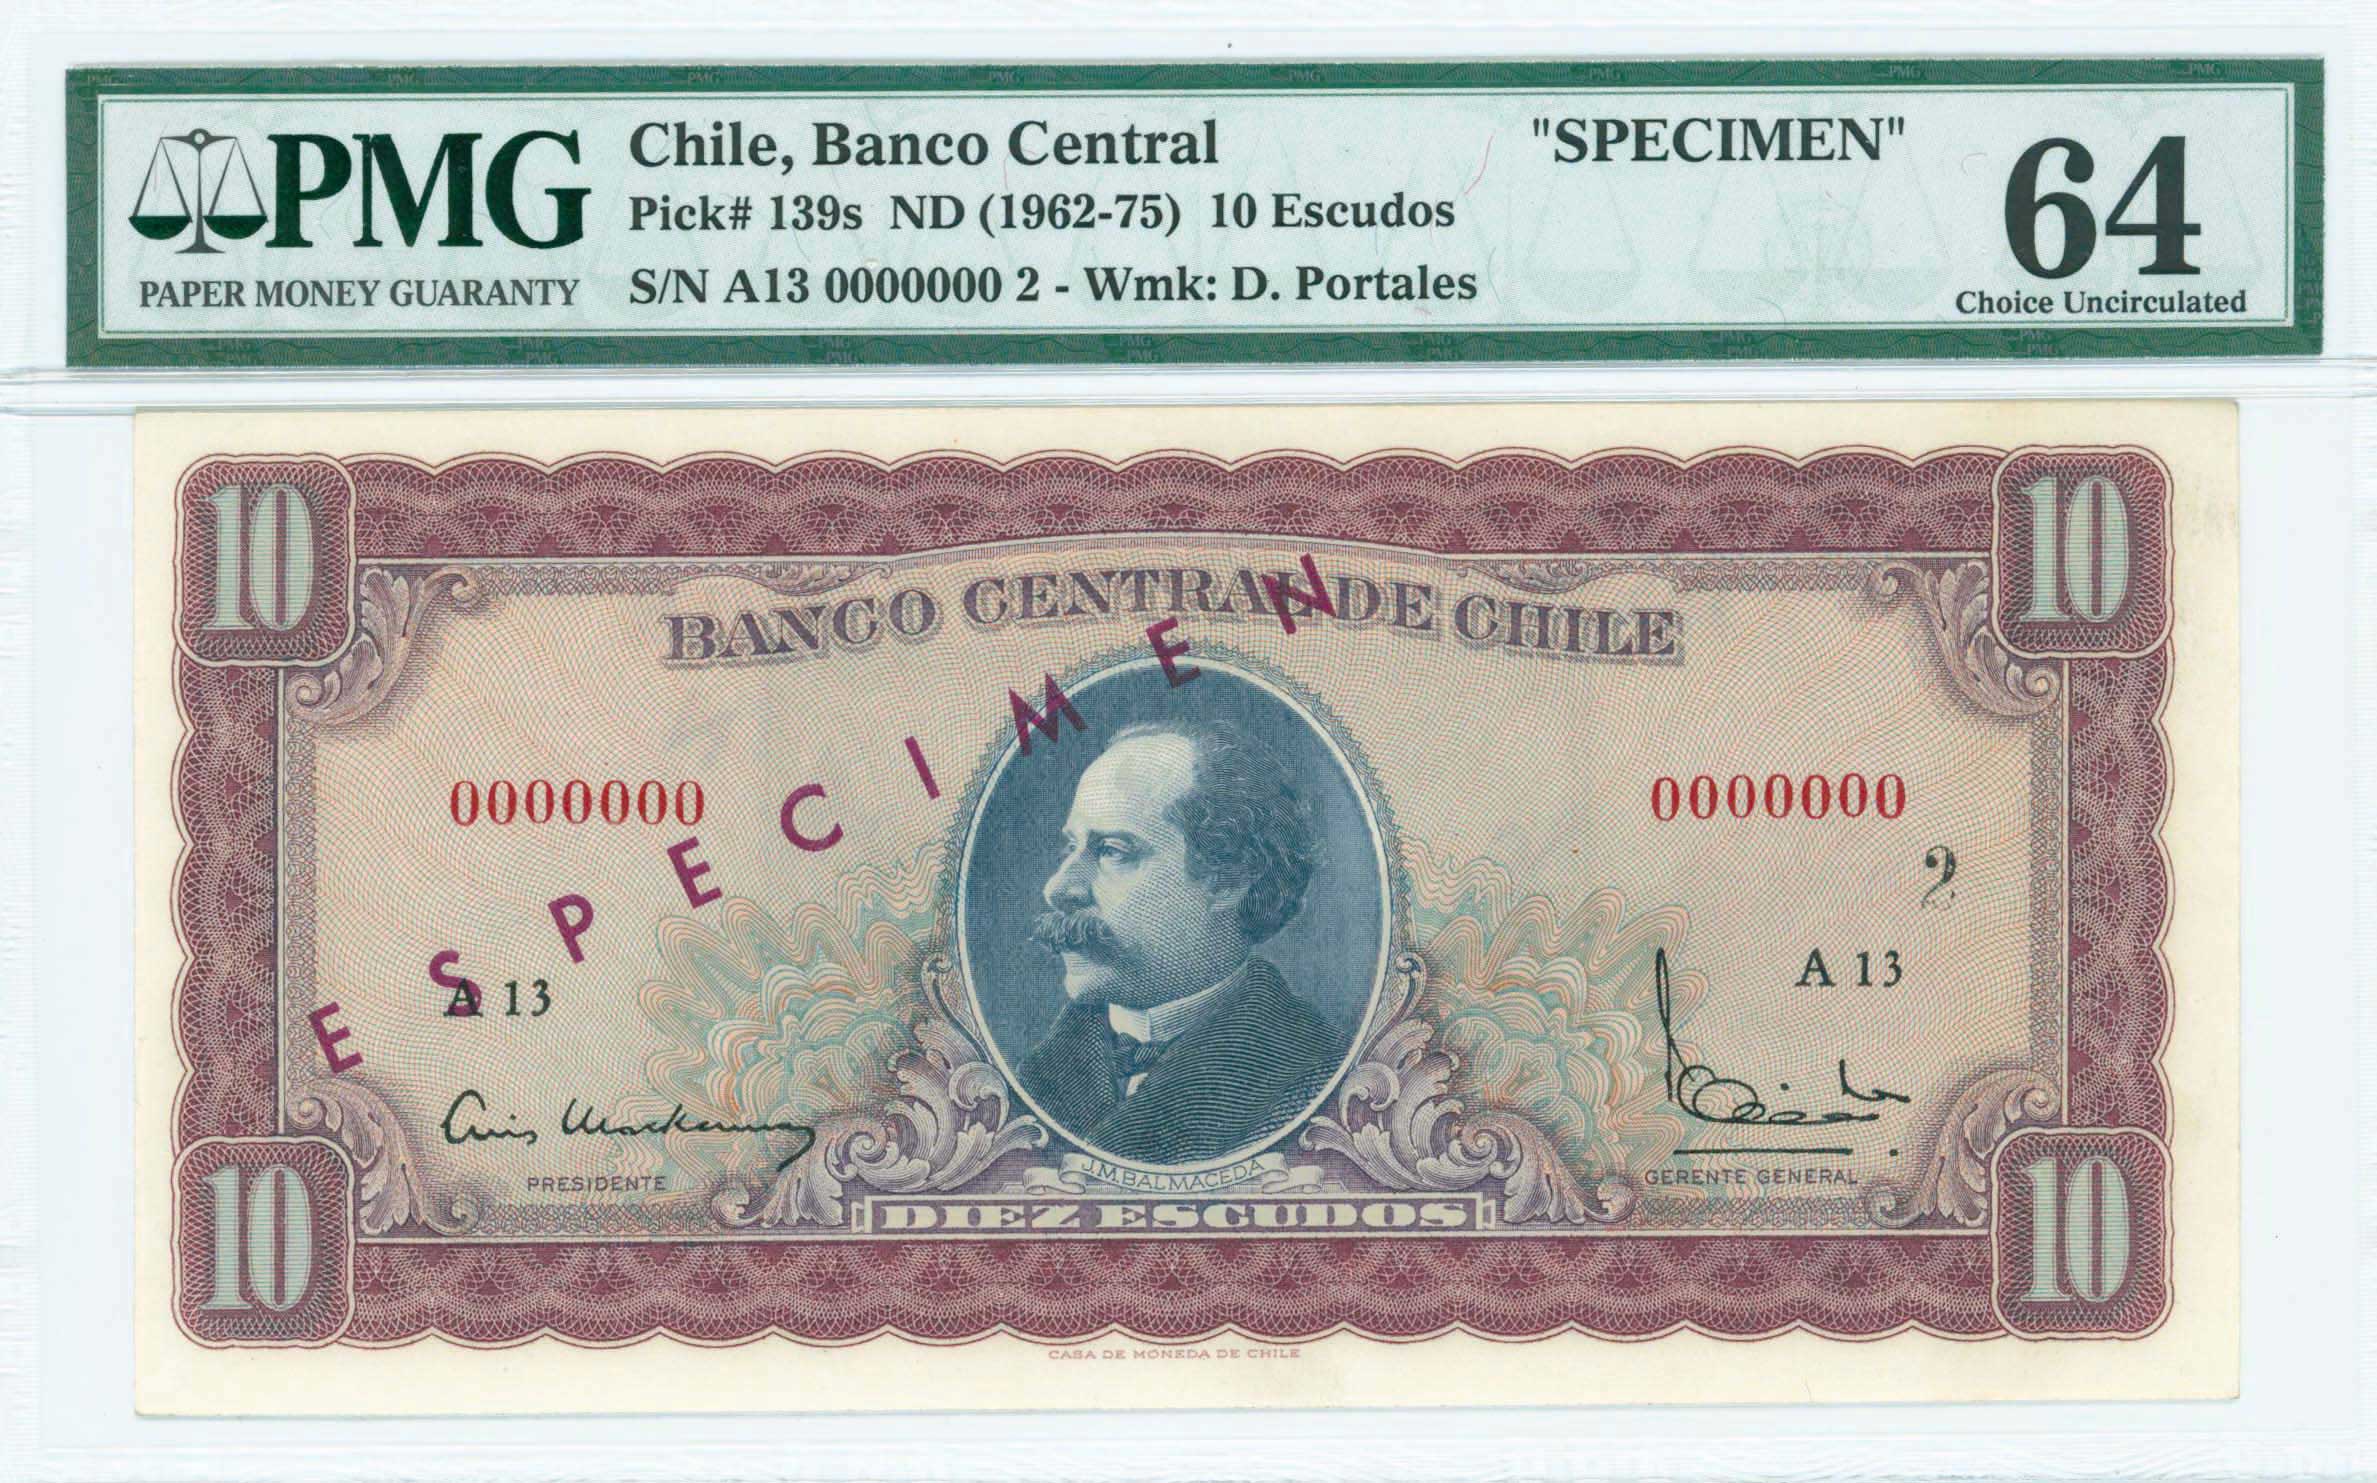 PMG
PAPER MONEY GUARANTY
Chile, Banco Central
"SPECIMEN"
Pick# 139s ND (1962-75) 10 Escudos
S/N A13 0000000 2 - Wmk: D. Portales
64
Choice Uncirculated
10
10
BANCO CENTRAL DE CHILE
ESPECIMEN
0000000
0000000
2
A 13
A 13
PRESIDENTE
GERENTE GENERAL
J.M.BALMACEDA
DIEZ ESCUDOS
10
10
CASA DE MONEDA DE CHILE